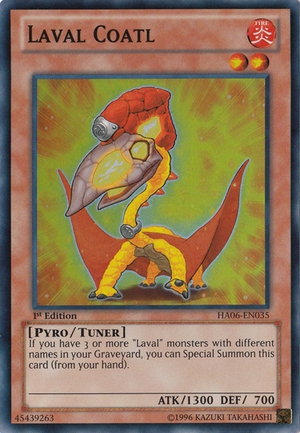 LAVAL COATL
FIRE
炎
1st Edition
HA06-EN035
[PYRO/TUNER]
If you have 3 or more "Laval" monsters with different
names in your Graveyard, you can Special Summon this
card (from your hand).
ATK/1300 DEF/ 700
45439263
©1996 KAZUKI TAKAHASHI